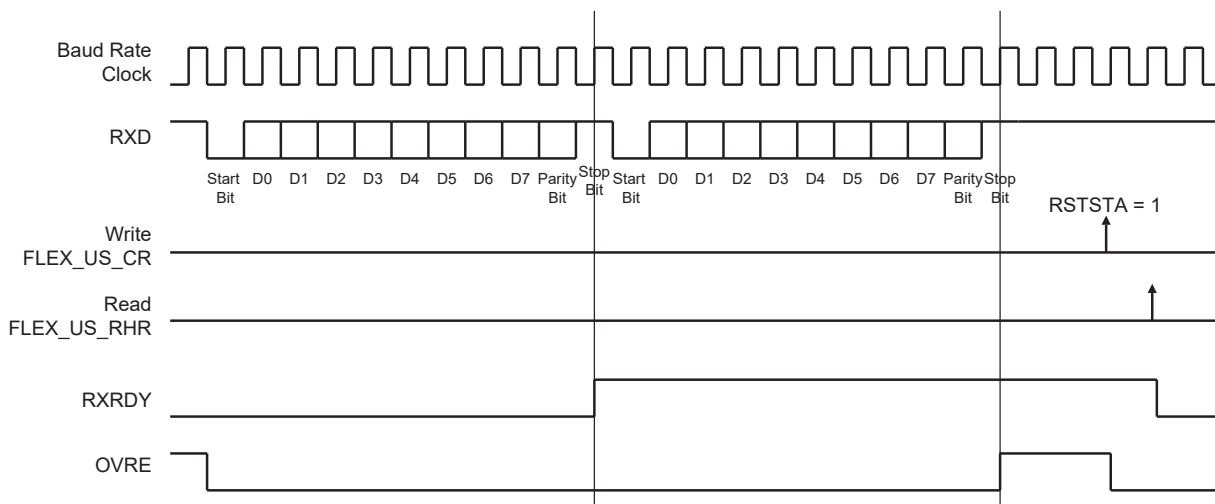 Baud Rate
Clock
RXD
Start
Bit
D0
D1
D2
D3
D4
D5
D6
D7
Parity
Bit
Stop
Bit
Start
Bit
D0
D1
D2
D3
D4
D5
D6
D7
Parity
Bit
Stop
Bit
RSTSTA = 1
Write
FLEX_US_CR
Read
FLEX_US_RHR
RXRDY
OVRE